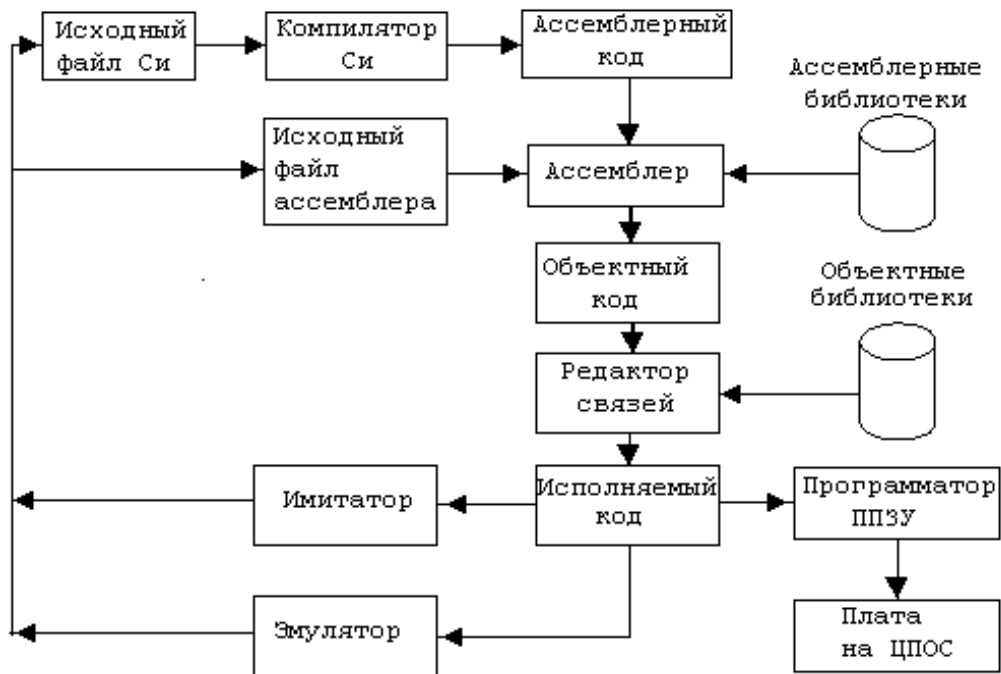 Исходный
файл Си
Компилятор
Си
Ассемблерный
код
Ассемблерные
библиотеки
Исходный
файл
ассемблера
Ассемблер
Объектный
код
Объектные
библиотеки
Редактор
связей
Имитатор
Исполняемый
код
Программатор
ППЗУ
Эмулятор
Плата
на ЦПОС